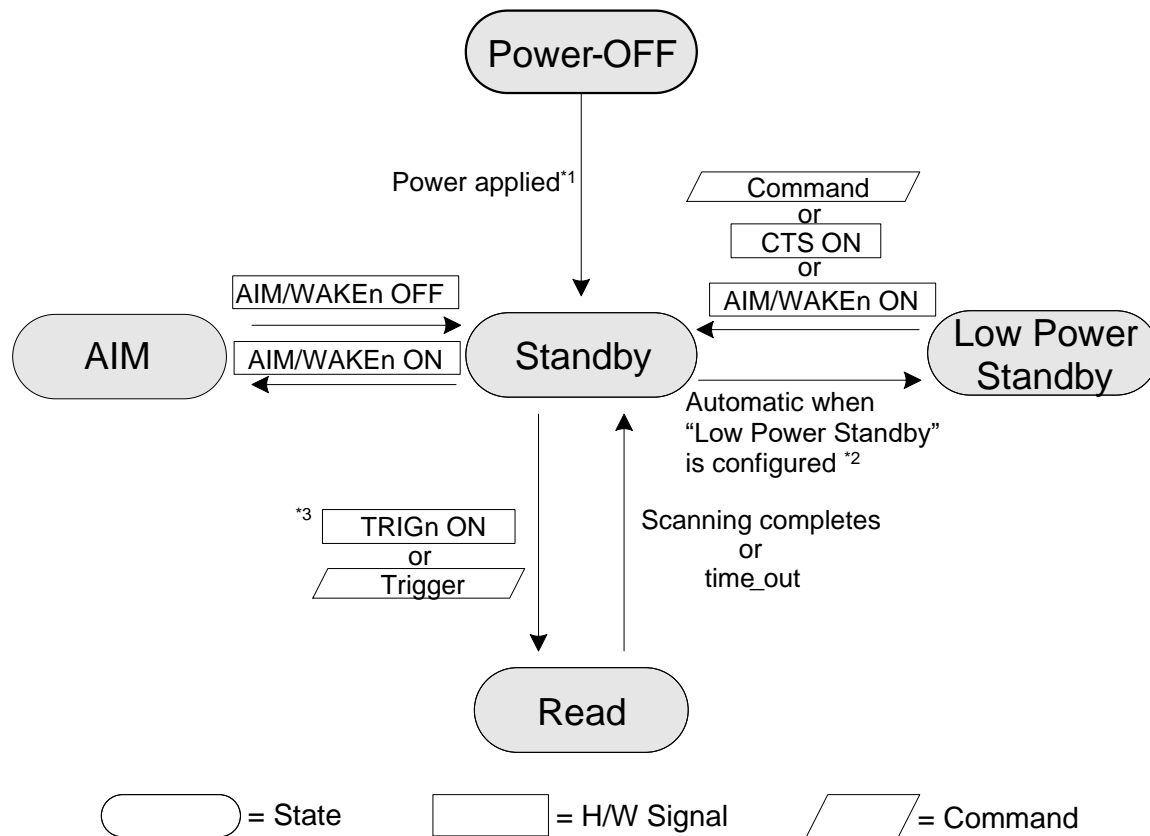 Power-OFF
Power applied*1
Command
or
CTS ON
or
AIM/WAKEn ON
AIM/WAKEn OFF
AIM/WAKEn ON
AIM
Standby
Low Power
Standby
Automatic when
“Low Power Standby”
is configured *2
*3
TRIGn ON
or
Trigger
Scanning completes
or
time_out
Read
= State
= H/W Signal
= Command